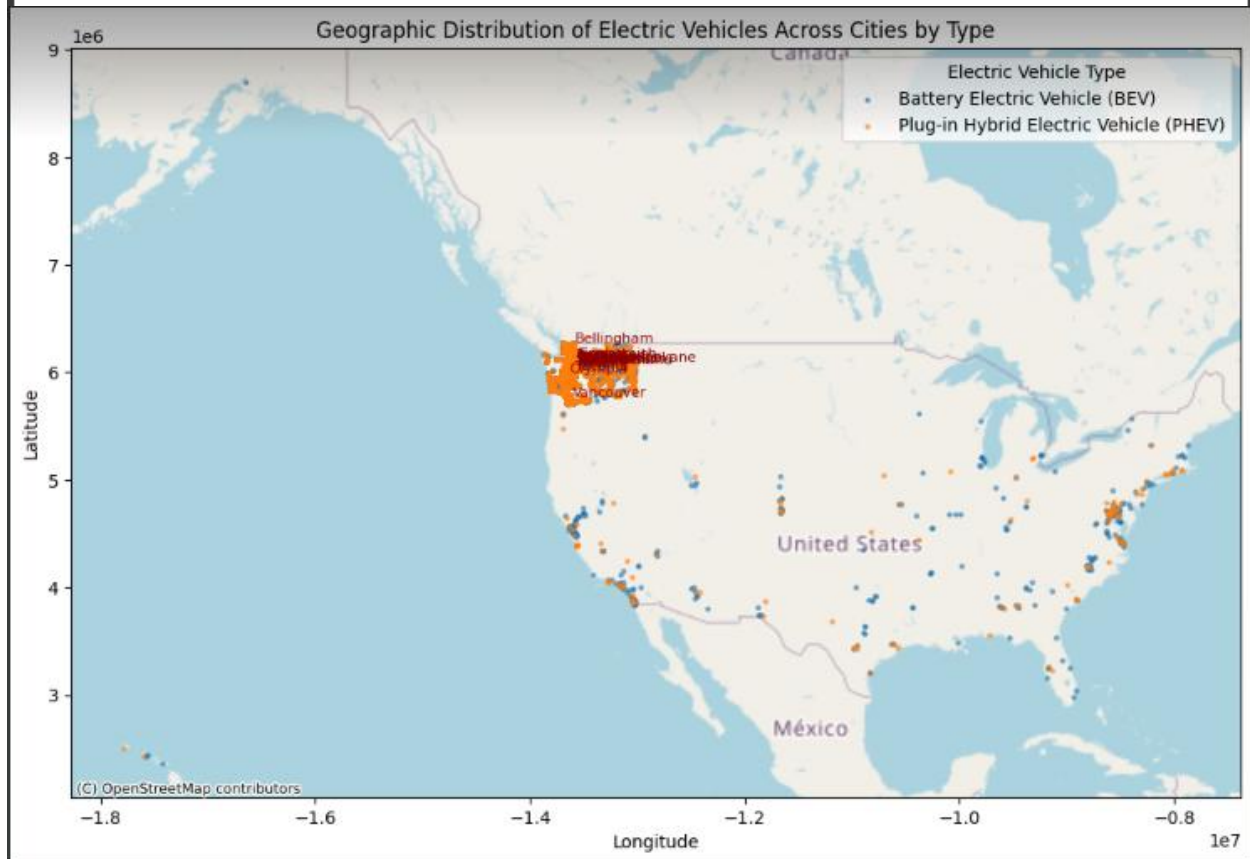 Geographic Distribution of Electric Vehicles Across Cities by Type
1e6
9
8
7
6
5
4
3
Latitude
Canada
Electric Vehicle Type
Battery Electric Vehicle (BEV)
Plug-in Hybrid Electric Vehicle (PHEV)
Bellingham
Olympia
Vancouver
United States
México
(C) OpenStreetMap contributors
−1.8
−1.6
−1.4
−1.2
−1.0
−0.8
1e7
Longitude